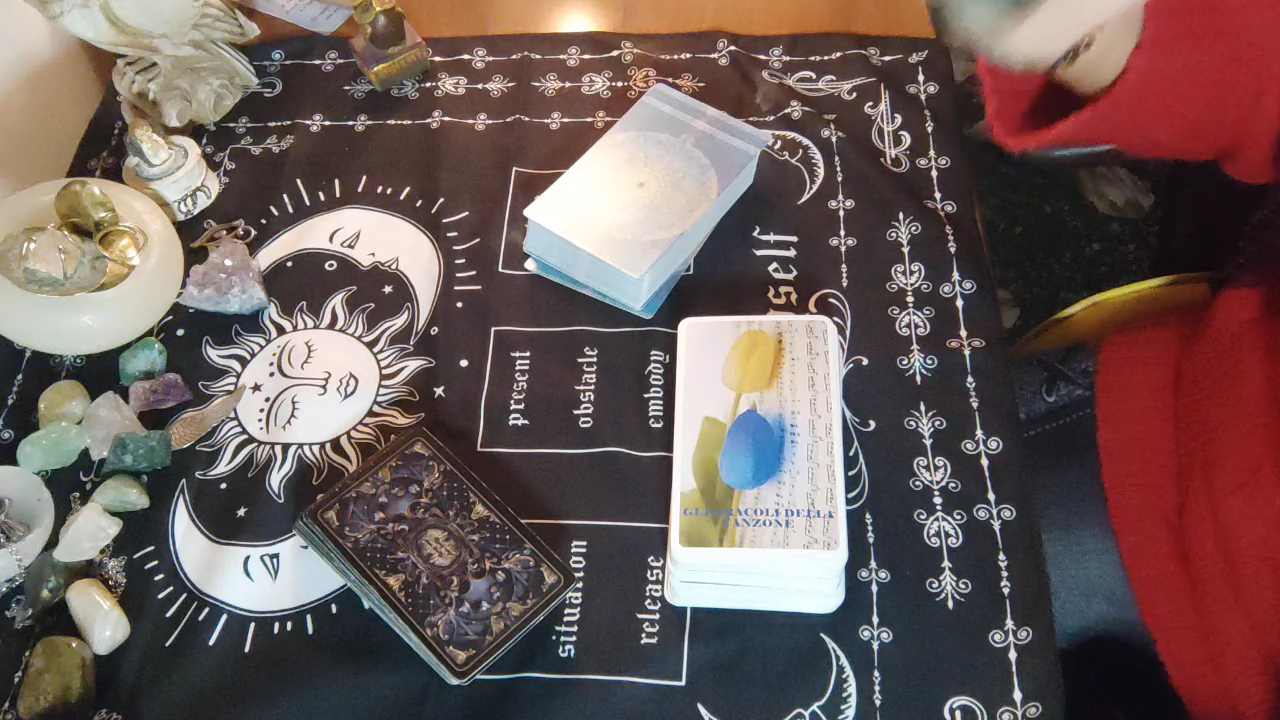 present
obstacle
embody
situation
release
self
GLI ORACOLI DELLA
CANZONE